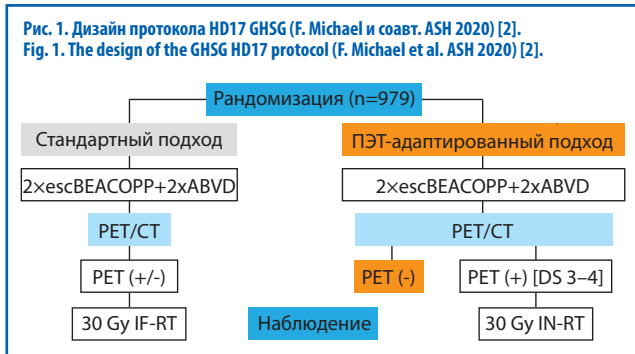 Рис. 1. Дизайн протокола HD17 GHSG (F. Michael и соавт. ASH 2020) [2].
Fig. 1. The design of the GHSG HD17 protocol (F. Michael et al. ASH 2020) [2].
Рандомизация (n=979)
Стандартный подход
ПЭТ-адаптированный подход
2×escBEACOPP+2xABVD
2×escBEACOPP+2xABVD
PET/CT
PET/CT
PET (+/-)
PET (-)
PET (+) [DS 3–4]
30 Gy IF-RT
Наблюдение
30 Gy IN-RT